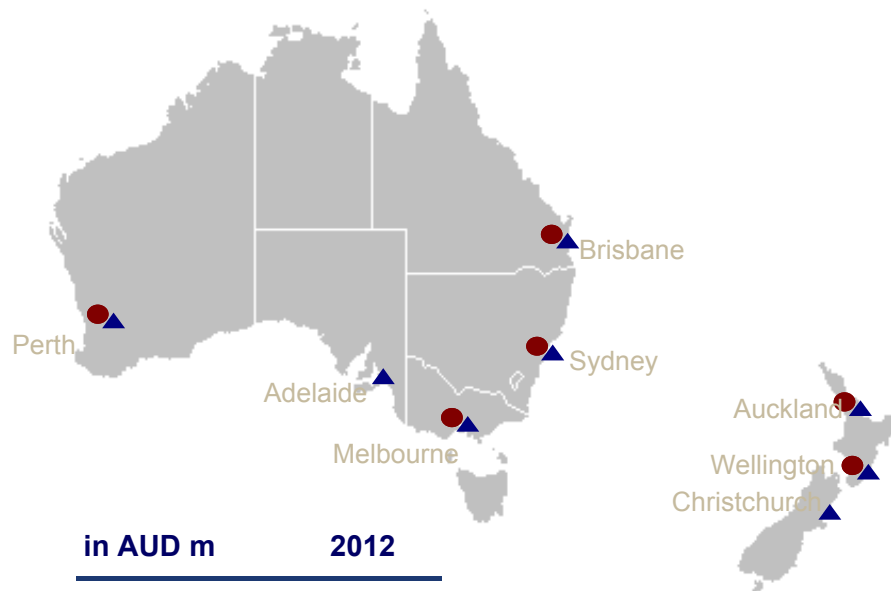 Brisbane
Perth
Sydney
Adelaide
Auckland
Melbourne
Wellington
Christchurch
in AUD m 2012